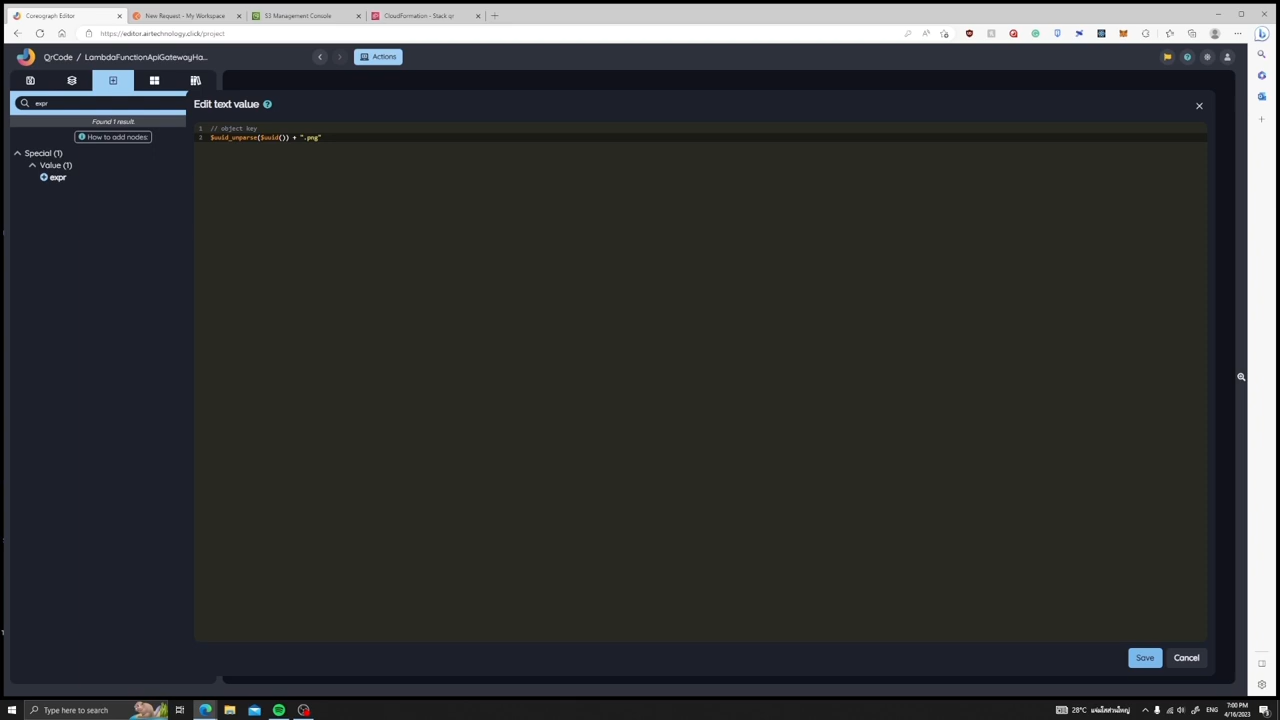 Coreograph Editor
New Request - My Workspace
S3 Management Console
CloudFormation - Stack qr
https://editor.airtechnology.click/project
QrCode / LambdaFunctionApiGatewayHa...
Actions
expr
Edit text value
Found 1 result.
1 // object key
2 $uuid_unparse($uuid()) + ".png"
How to add nodes:
Special (1)
Value (1)
expr
Save
Cancel
Type here to search
28°C
ENG
7:00 PM
4/16/2023